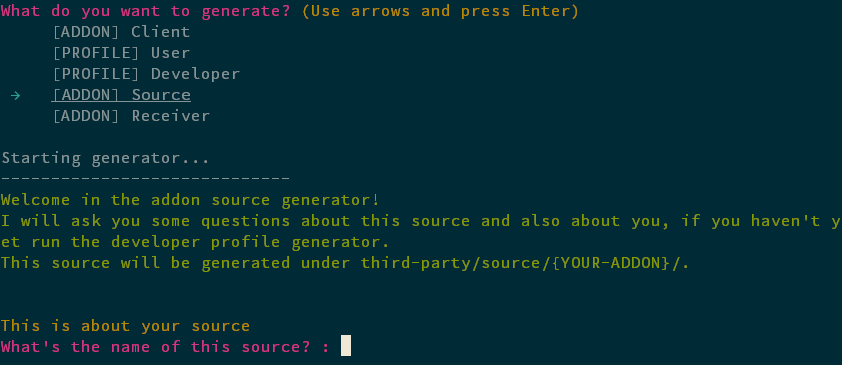 What do you want to generate? (Use arrows and press Enter)
[ADDON] Client
[PROFILE] User
[PROFILE] Developer
→ [ADDON] Source
[ADDON] Receiver
Starting generator...
-----------------------------
Welcome in the addon source generator!
I will ask you some questions about this source and also about you, if you haven't y
et run the developer profile generator.
This source will be generated under third-party/source/{YOUR-ADDON}/.
This is about your source
What's the name of this source? :